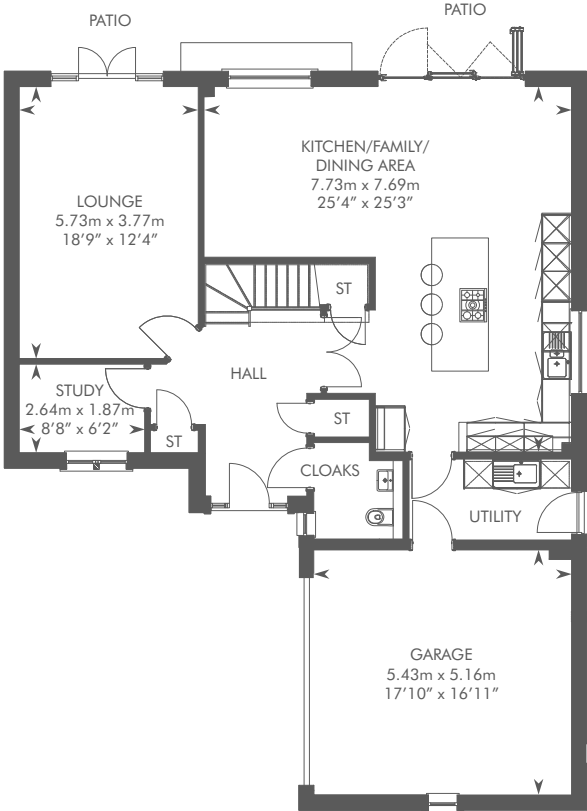 PATIO
PATIO
KITCHEN/FAMILY/
DINING AREA
7.73m x 7.69m
25'4" x 25'3"
LOUNGE
5.73m x 3.77m
18'9" x 12'4"
ST
HALL
STUDY
2.64m x 1.87m
8'8" x 6'2"
ST
ST
CLOAKS
UTILITY
GARAGE
5.43m x 5.16m
17'10" x 16'11"